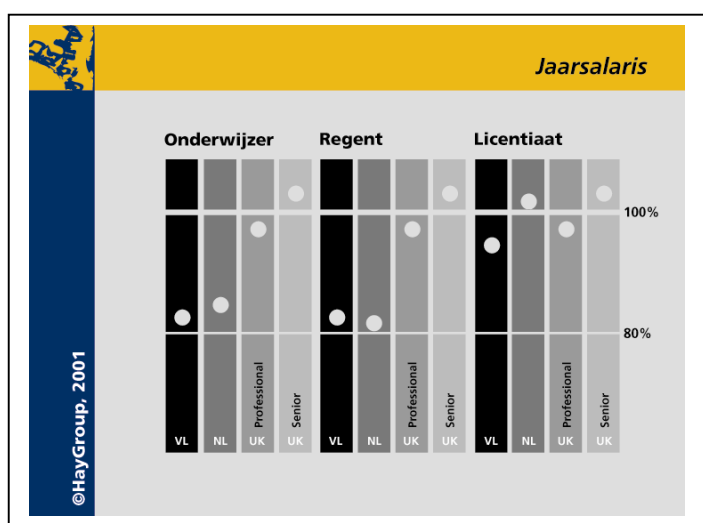 Jaarsalaris
Onderwijzer Regent Licentiaat
100%
80%
Professional Senior Professional Senior Professional Senior
VL NL UK UK VL NL UK UK VL NL UK UK
©HayGroup, 2001